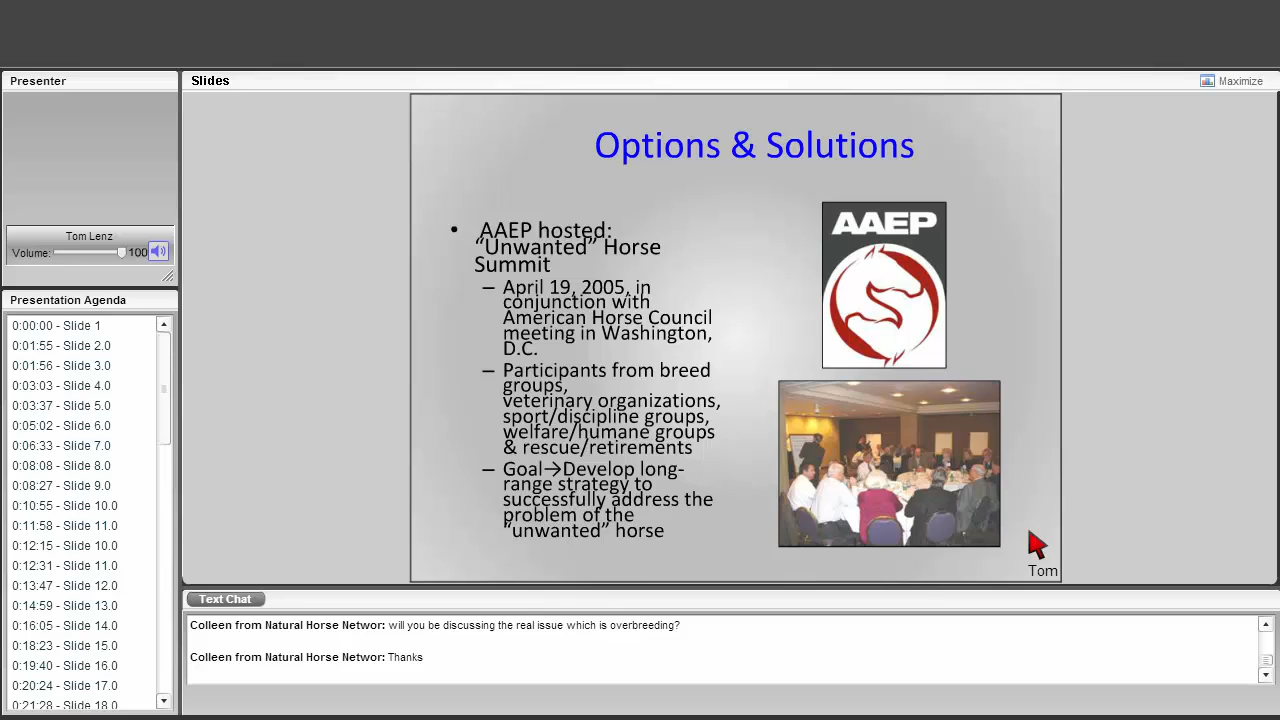 Presenter
Slides
Maximize
Tom Lenz
Volume: 100
Presentation Agenda
0:00:00 - Slide 1
0:01:55 - Slide 2.0
0:01:56 - Slide 3.0
0:03:03 - Slide 4.0
0:03:37 - Slide 5.0
0:05:02 - Slide 6.0
0:06:33 - Slide 7.0
0:08:08 - Slide 8.0
0:08:27 - Slide 9.0
0:10:55 - Slide 10.0
0:11:58 - Slide 11.0
0:12:15 - Slide 10.0
0:12:31 - Slide 11.0
0:13:47 - Slide 12.0
0:14:59 - Slide 13.0
0:16:05 - Slide 14.0
0:18:23 - Slide 15.0
0:19:40 - Slide 16.0
0:20:24 - Slide 17.0
0:21:28 - Slide 18.0
Options & Solutions
• AAEP hosted:
“Unwanted” Horse
Summit
– April 19, 2005, in
conjunction with
American Horse Council
meeting in Washington,
D.C.
– Participants from breed
groups,
veterinary organizations,
sport/discipline groups,
welfare/humane groups
& rescue/retirements
– Goal→Develop long-
range strategy to
successfully address the
problem of the
“unwanted” horse
AAEP
Tom
Text Chat
Colleen from Natural Horse Networ: will you be discussing the real issue which is overbreeding?
Colleen from Natural Horse Networ: Thanks